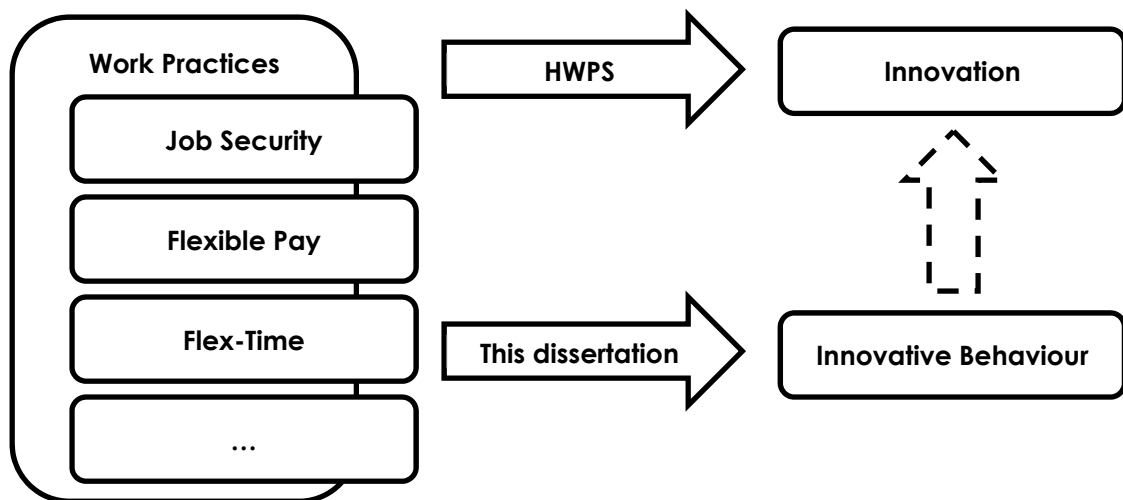 Work Practices
Job Security
Flexible Pay
Flex-Time
...
HWPS
This dissertation
Innovation
Innovative Behaviour